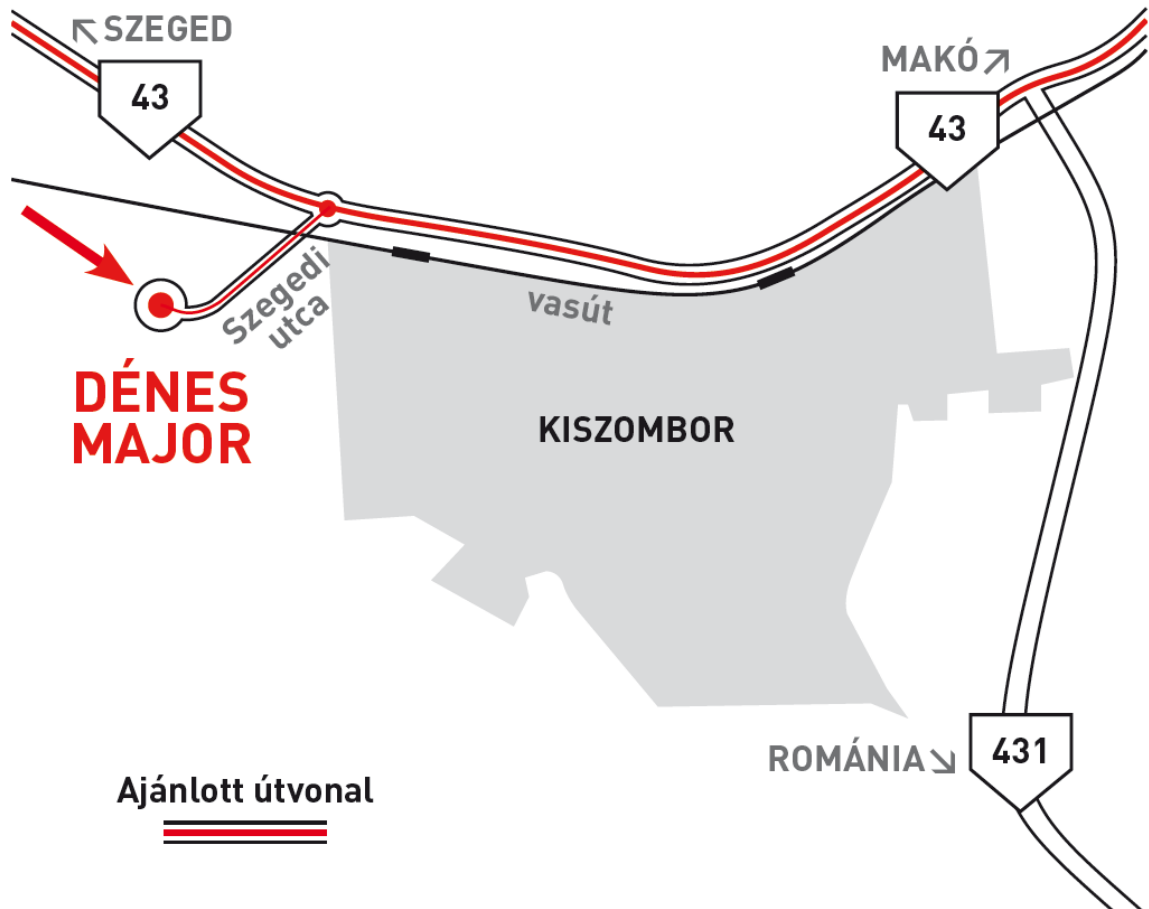 SZEGED
43
MAKÓ
43
Szegedi
utca
vasút
DÉNES
MAJOR
KISZOMBOR
431
ROMÁNIA
Ajánlott útvonal